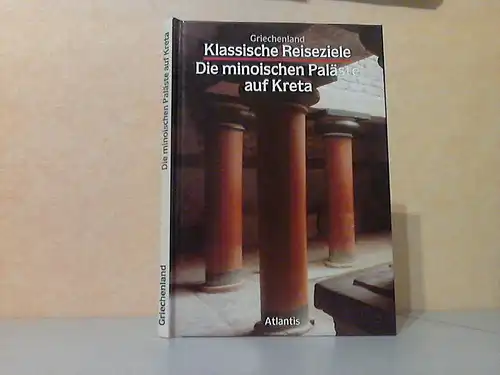 Griechenland
Klassische Reiseziele
Die minoischen Paläste
auf Kreta
Atlantis
Die minoischen Paläste auf Kreta
Griechenland